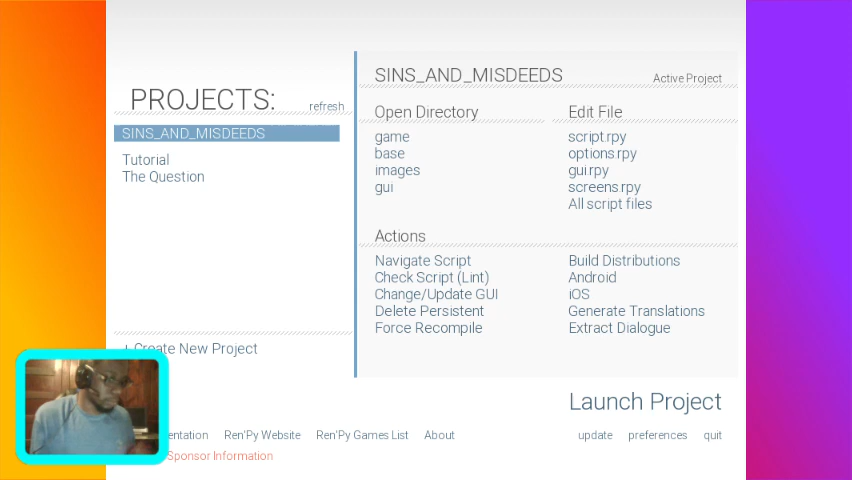 PROJECTS:
refresh
SINS_AND_MISDEEDS
Tutorial
The Question
Create New Project
SINS_AND_MISDEEDS
Active Project
Open Directory
game
base
images
gui
Edit File
script.rpy
options.rpy
gui.rpy
screens.rpy
All script files
Actions
Navigate Script
Check Script (Lint)
Change/Update GUI
Delete Persistent
Force Recompile
Build Distributions
Android
iOS
Generate Translations
Extract Dialogue
Launch Project
entation Ren'Py Website Ren'Py Games List About
update preferences quit
Sponsor Information